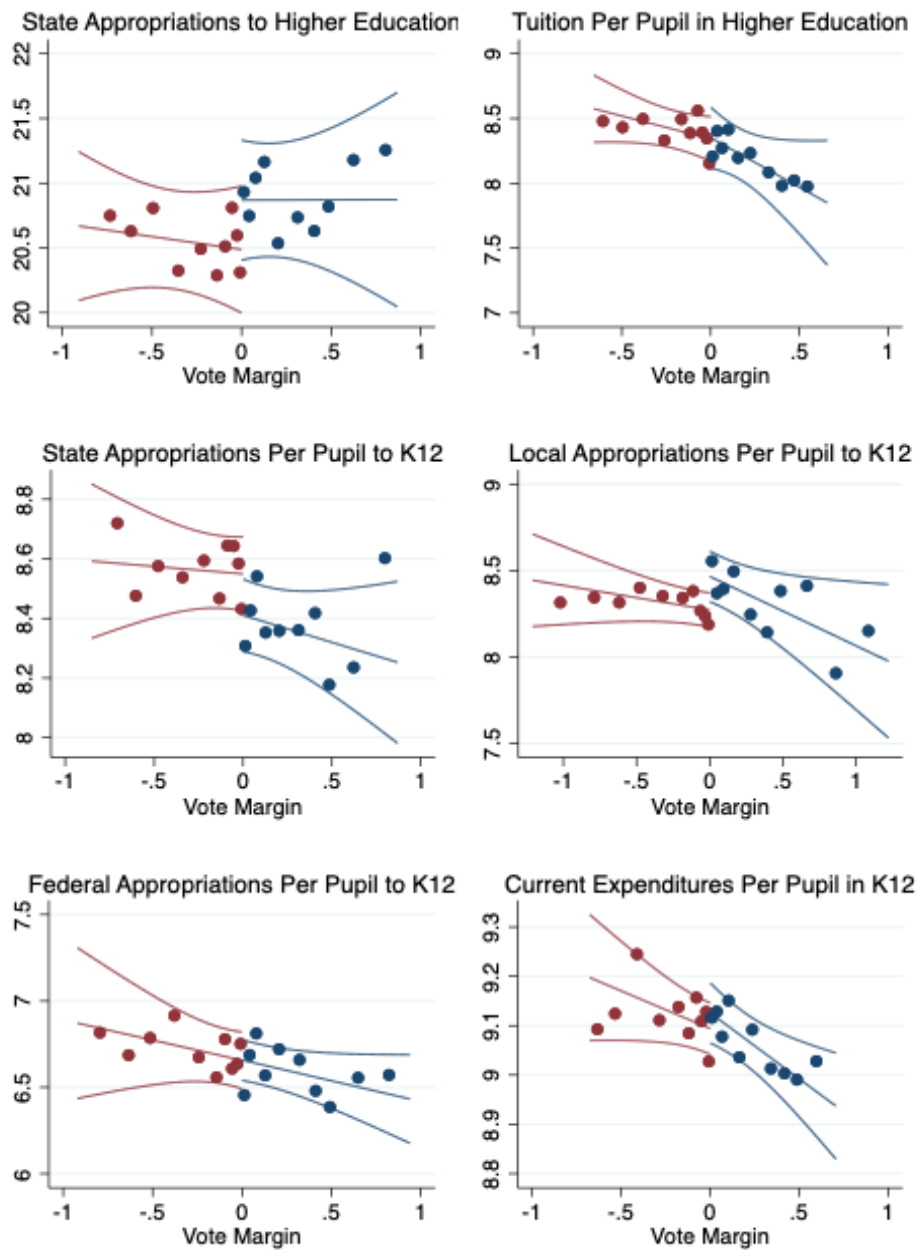 State Appropriations to Higher Education
22
21.5
21
20.5
20
-1 -.5 0 .5 1
Vote Margin
Tuition Per Pupil in Higher Education
9
8.5
8
7.5
7
-1 -.5 0 .5 1
Vote Margin
State Appropriations Per Pupil to K12
8.8
8.6
8.4
8.2
8
-1 -.5 0 .5 1
Vote Margin
Local Appropriations Per Pupil to K12
9
8.5
8
7.5
-1 -.5 0 .5 1
Vote Margin
Federal Appropriations Per Pupil to K12
7.5
7
6.5
6
-1 -.5 0 .5 1
Vote Margin
Current Expenditures Per Pupil in K12
9.3
9.2
9.1
9
8.9
8.8
-1 -.5 0 .5 1
Vote Margin